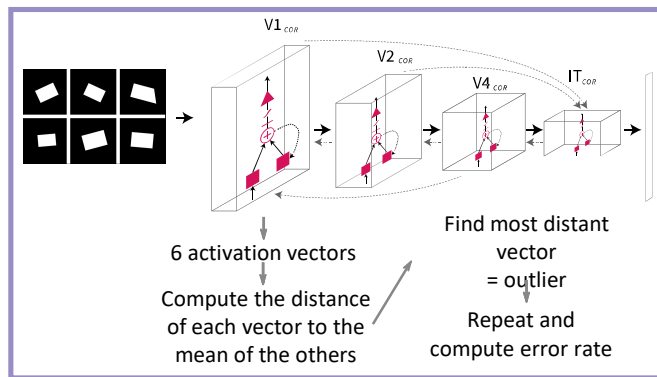 V1 COR
V2 COR
V4 COR
IT COR
6 activation vectors
Compute the distance
of each vector to the
mean of the others
Find most distant
vector
= outlier
Repeat and
compute error rate